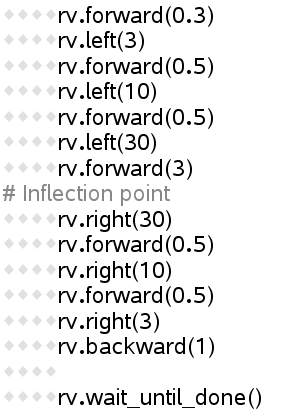 rv.forward(0.3)
rv.left(3)
rv.forward(0.5)
rv.left(10)
rv.forward(0.5)
rv.left(30)
rv.forward(3)
# Inflection point
rv.right(30)
rv.forward(0.5)
rv.right(10)
rv.forward(0.5)
rv.right(3)
rv.backward(1)
rv.wait_until_done()